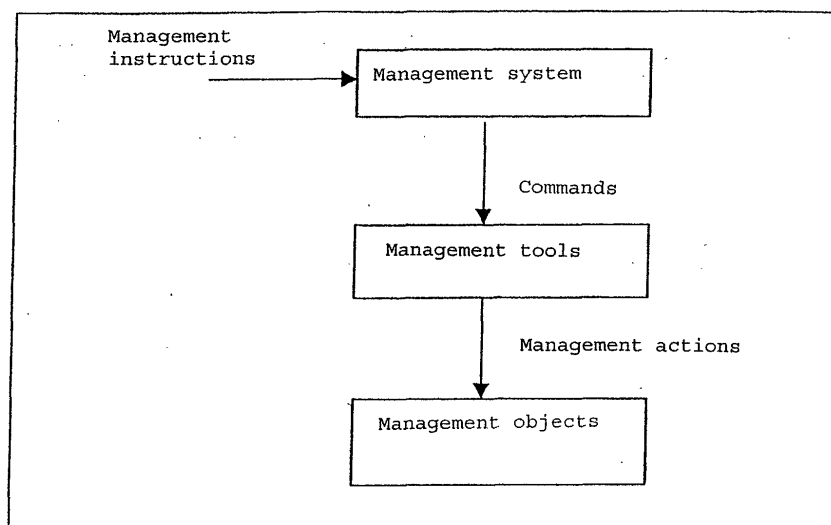 Management
instructions
Management system
Commands
Management tools
Management actions
Management objects